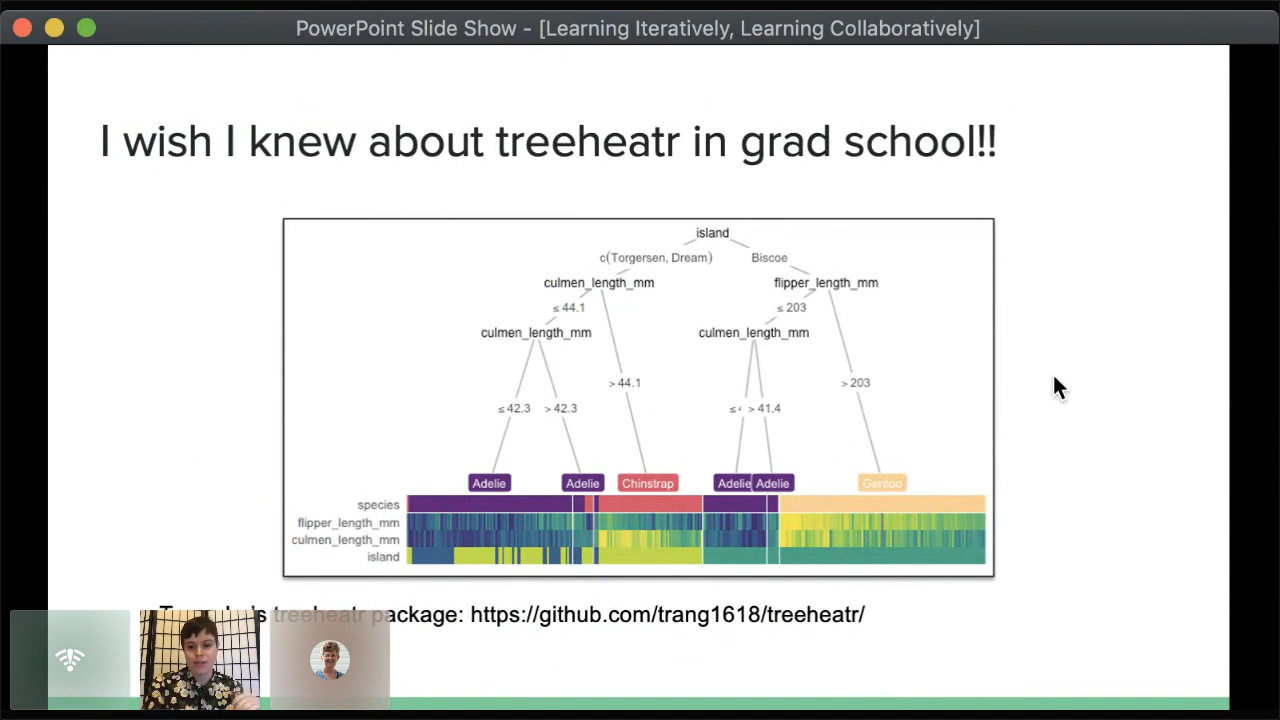 PowerPoint Slide Show - [Learning Iteratively, Learning Collaboratively]
I wish I knew about treeheatr in grad school!!
island
c(Torgersen, Dream)
Biscoe
culmen_length_mm
flipper_length_mm
≤ 44.1
≤ 203
culmen_length_mm
culmen_length_mm
> 44.1
> 203
≤ 42.3
> 42.3
> 41.4
Adelie
Adelie
Chinstrap
Adelie
Adelie
Gentoo
species
flipper_length_mm
culmen_length_mm
island
treeheatr package: https://github.com/trang1618/treeheatr/